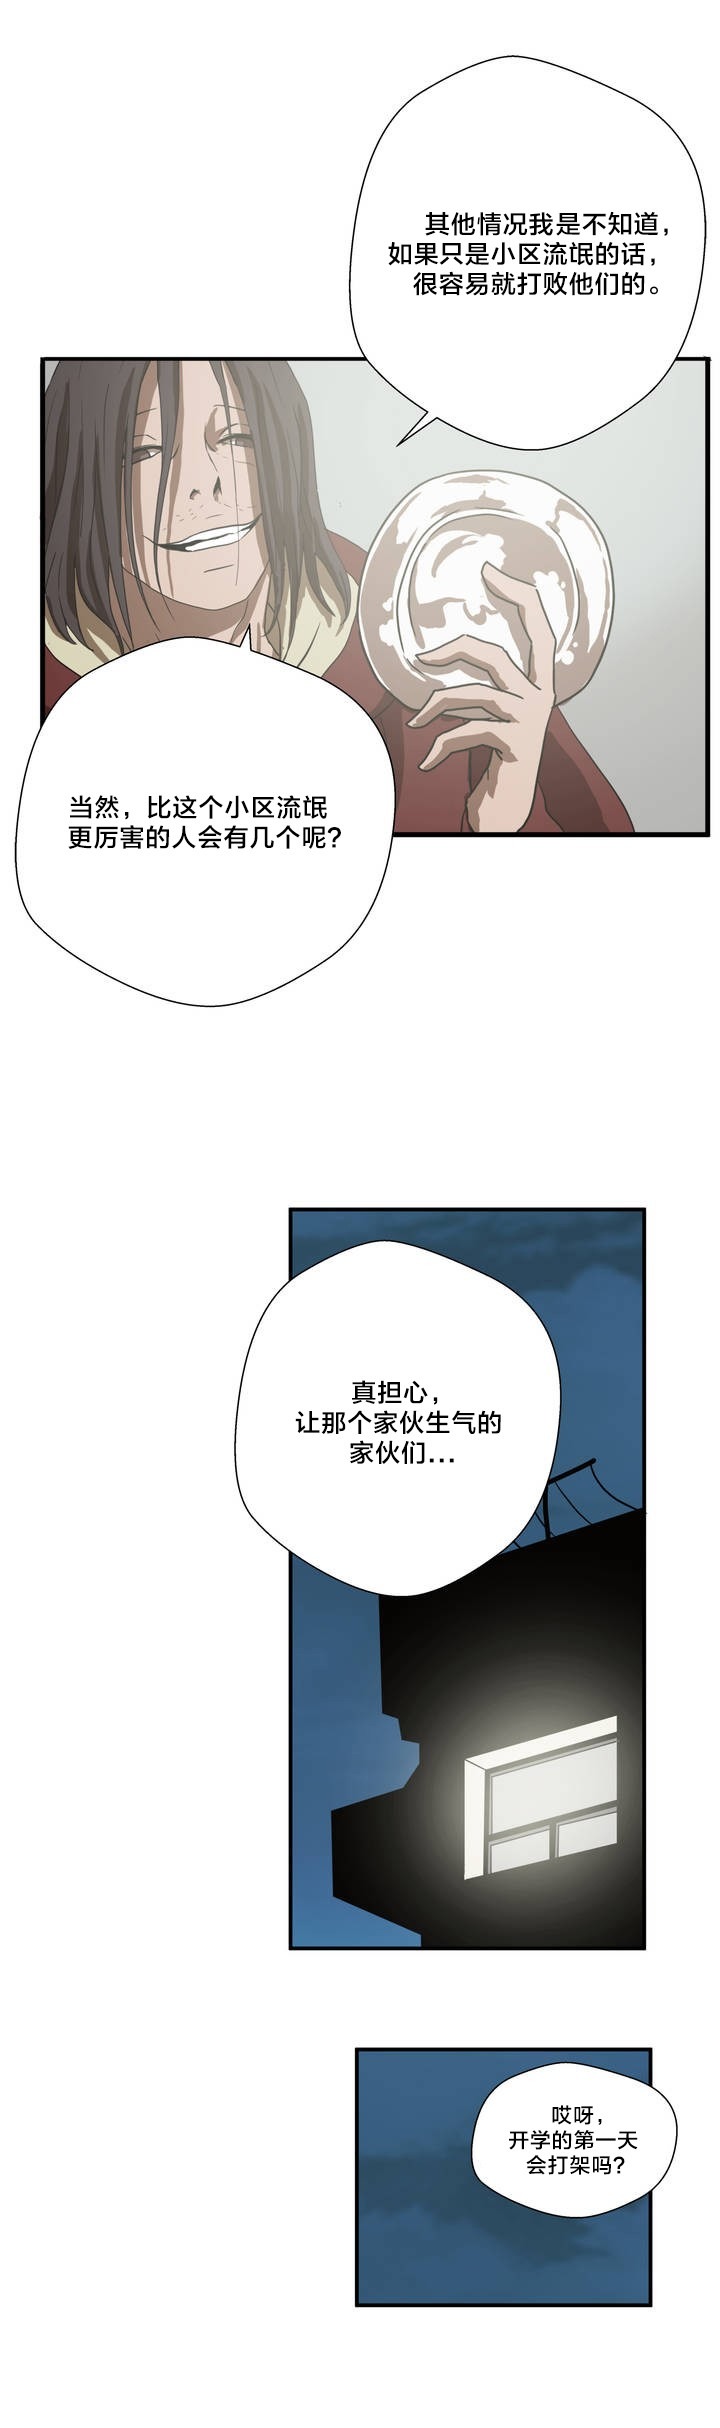 其他情况我是不知道，
如果只是小区流氓的话，
很容易就打败他们的。
当然，比这个小区流氓
更厉害的人会有几个呢？
真担心，
让那个家伙生气的
家伙们...
哎呀，
开学的第一天
会打架吗？